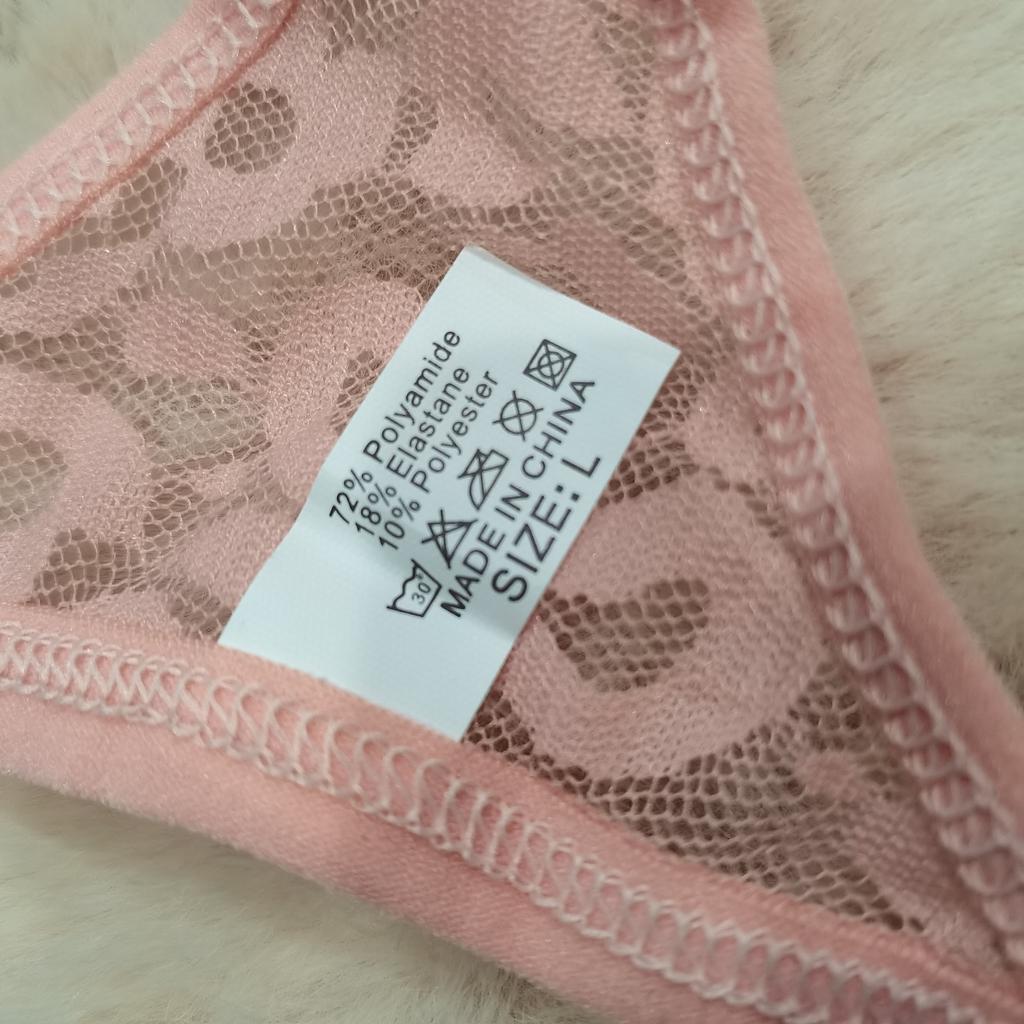 72% Polyamide
18% Elastane
10% Polyester
30°
MADE IN CHINA
SIZE: L